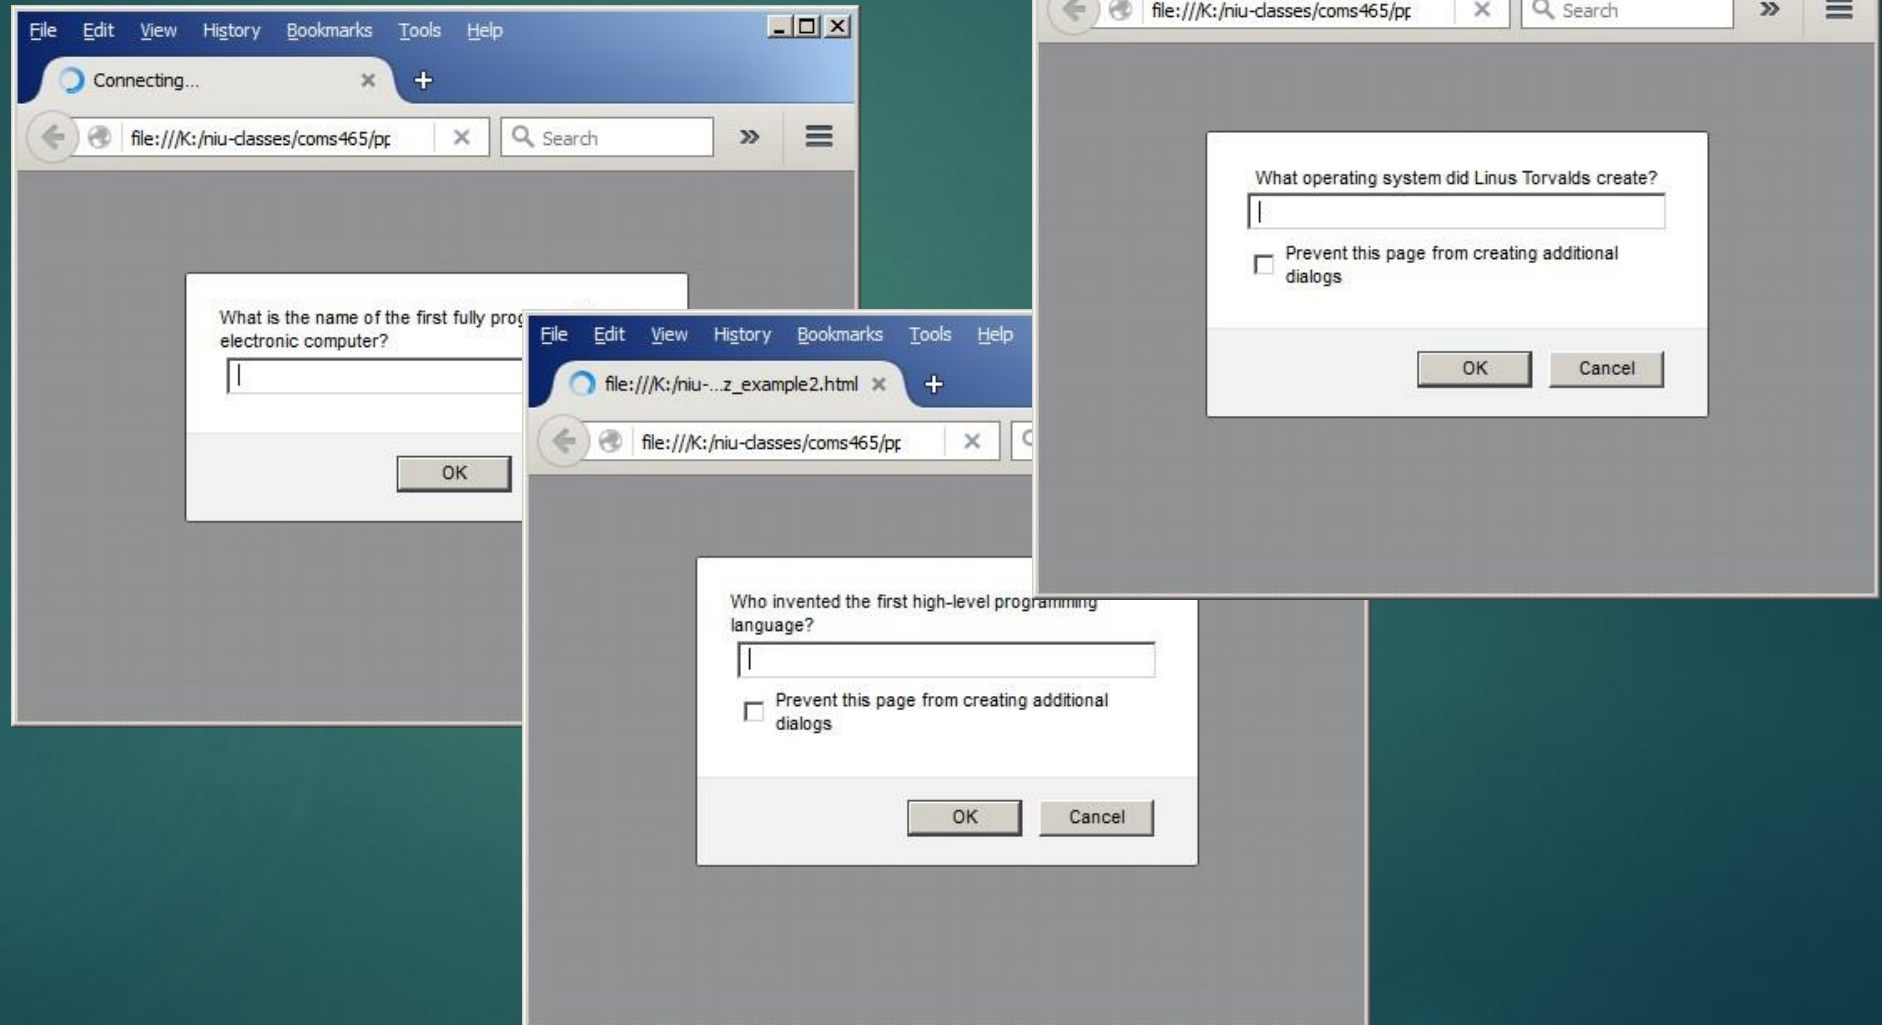 File Edit View History Bookmarks Tools Help
Connecting...
file:///K:/niu-classes/coms465/pp
Search
What is the name of the first fully prog
electronic computer?
OK
File Edit View History Bookmarks Tools Help
file:///K:/niu-...z_example2.html
file:///K:/niu-classes/coms465/pp
Who invented the first high-level programming
language?
Prevent this page from creating additional
dialogs
OK Cancel
file:///K:/niu-classes/coms465/pp
Search
What operating system did Linus Torvalds create?
Prevent this page from creating additional
dialogs
OK Cancel